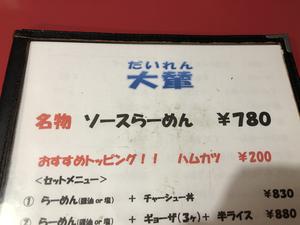 だいれん
大輦
名物 ソースらーめん ¥780
おすすめトッピング！！ ハムカツ ¥200
<セットメニュー>
① らーめん(醤油 or 塩) + チャーシュー丼 ¥830
② らーめん(醤油 or 塩) + ギョーザ(3ヶ) + 半ライス ¥880